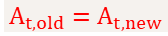 A_t,old = A_t,new